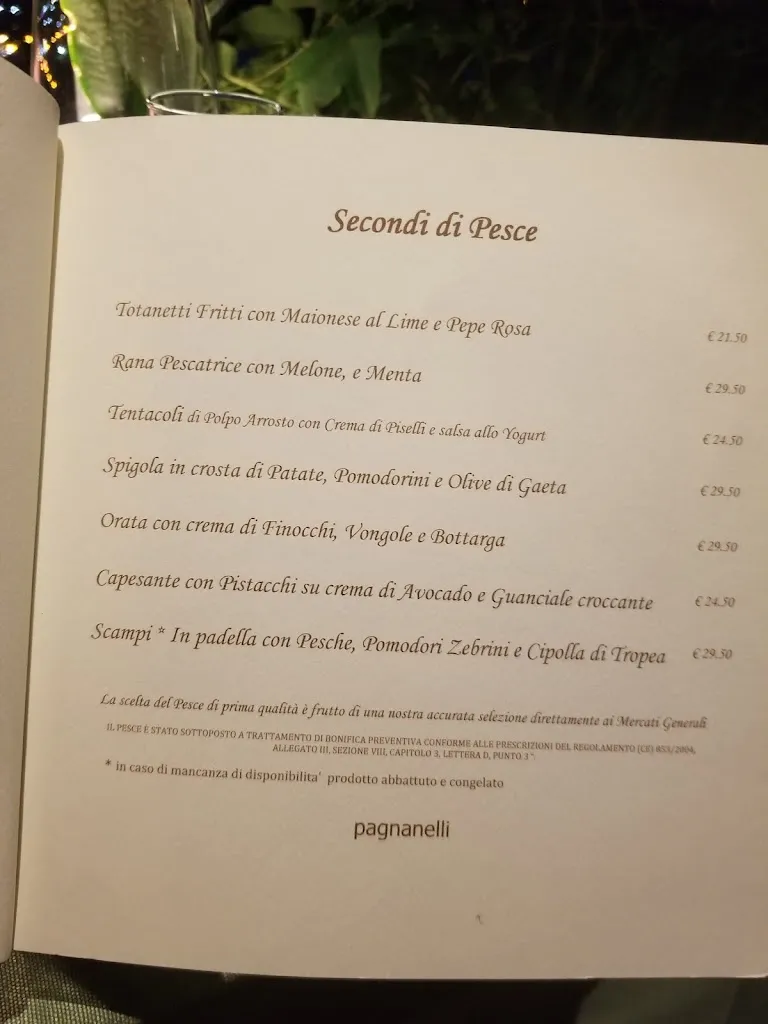 Secondi di Pesce
Totanetti Fritti con Maionese al Lime e Pepe Rosa € 21.50
Rana Pescatrice con Melone, e Menta € 29.50
Tentacoli di Polpo Arrosto con Crema di Piselli e salsa allo Yogurt € 24.50
Spigola in crosta di Patate, Pomodorini e Olive di Gaeta € 29.50
Orata con crema di Finocchi, Vongole e Bottarga € 29.50
Capesante con Pistacchi su crema di Avocado e Guanciale croccante € 24.50
Scampi * In padella con Pesche, Pomodori Zebrini e Cipolla di Tropea € 29.50
La scelta del Pesce di prima qualità è frutto di una nostra accurata selezione direttamente ai Mercati Generali
IL PESCE E STATO SOTTOPOSTO A TRATTAMENTO DI BONIFICA PREVENTIVA CONFORME ALLE PRESCRIZIONI DEL REGOLAMENTO (CE) 853/2004,
ALLEGATO III, SEZIONE VIII, CAPITOLO 3, LETTERA D, PUNTO 3 "
* in caso di mancanza di disponibilita' prodotto abbattuto e congelato
pagnanelli